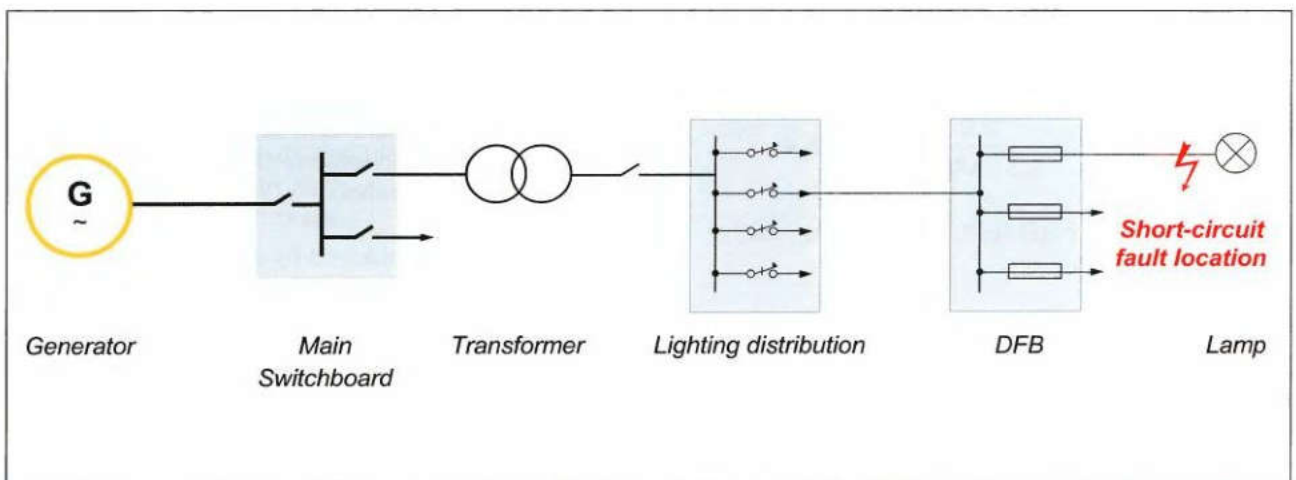 G
~
Short-circuit
fault location
Generator
Main
Switchboard
Transformer
Lighting distribution
DFB
Lamp